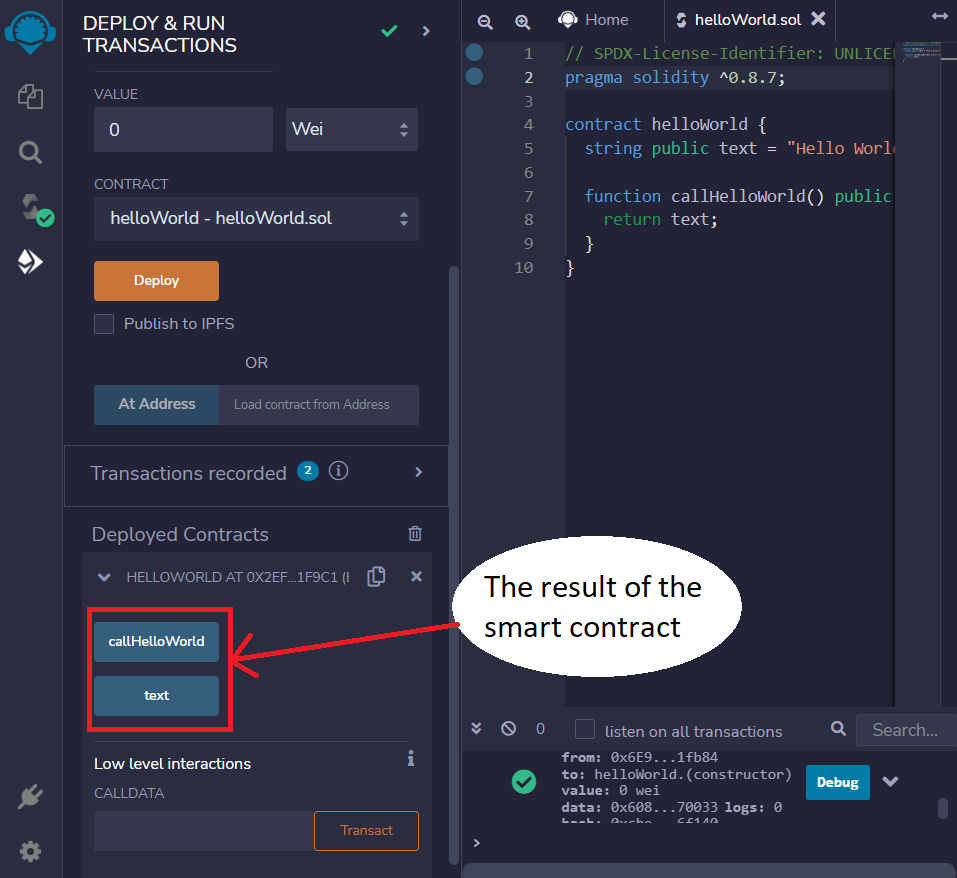 DEPLOY & RUN
TRANSACTIONS
VALUE
0
Wei
CONTRACT
helloWorld - helloWorld.sol
Deploy
Publish to IPFS
OR
At Address
Load contract from Address
Transactions recorded 2
Deployed Contracts
HELLOWORLD AT 0X2EF...1F9C1 (
callHelloWorld
text
Low level interactions
CALLDATA
Transact
Home
helloWorld.sol
1 // SPDX-License-Identifier: UNLICE
2 pragma solidity ^0.8.7;
3
4 contract helloWorld {
5 string public text = "Hello Worl
6
7 function callHelloWorld() public
8 return text;
9 }
10 }
The result of the
smart contract
0
listen on all transactions
Search...
from: 0x6E9...1fb84
to: helloWorld.(constructor)
value: 0 wei
data: 0x608...70033 logs: 0
Debug
>